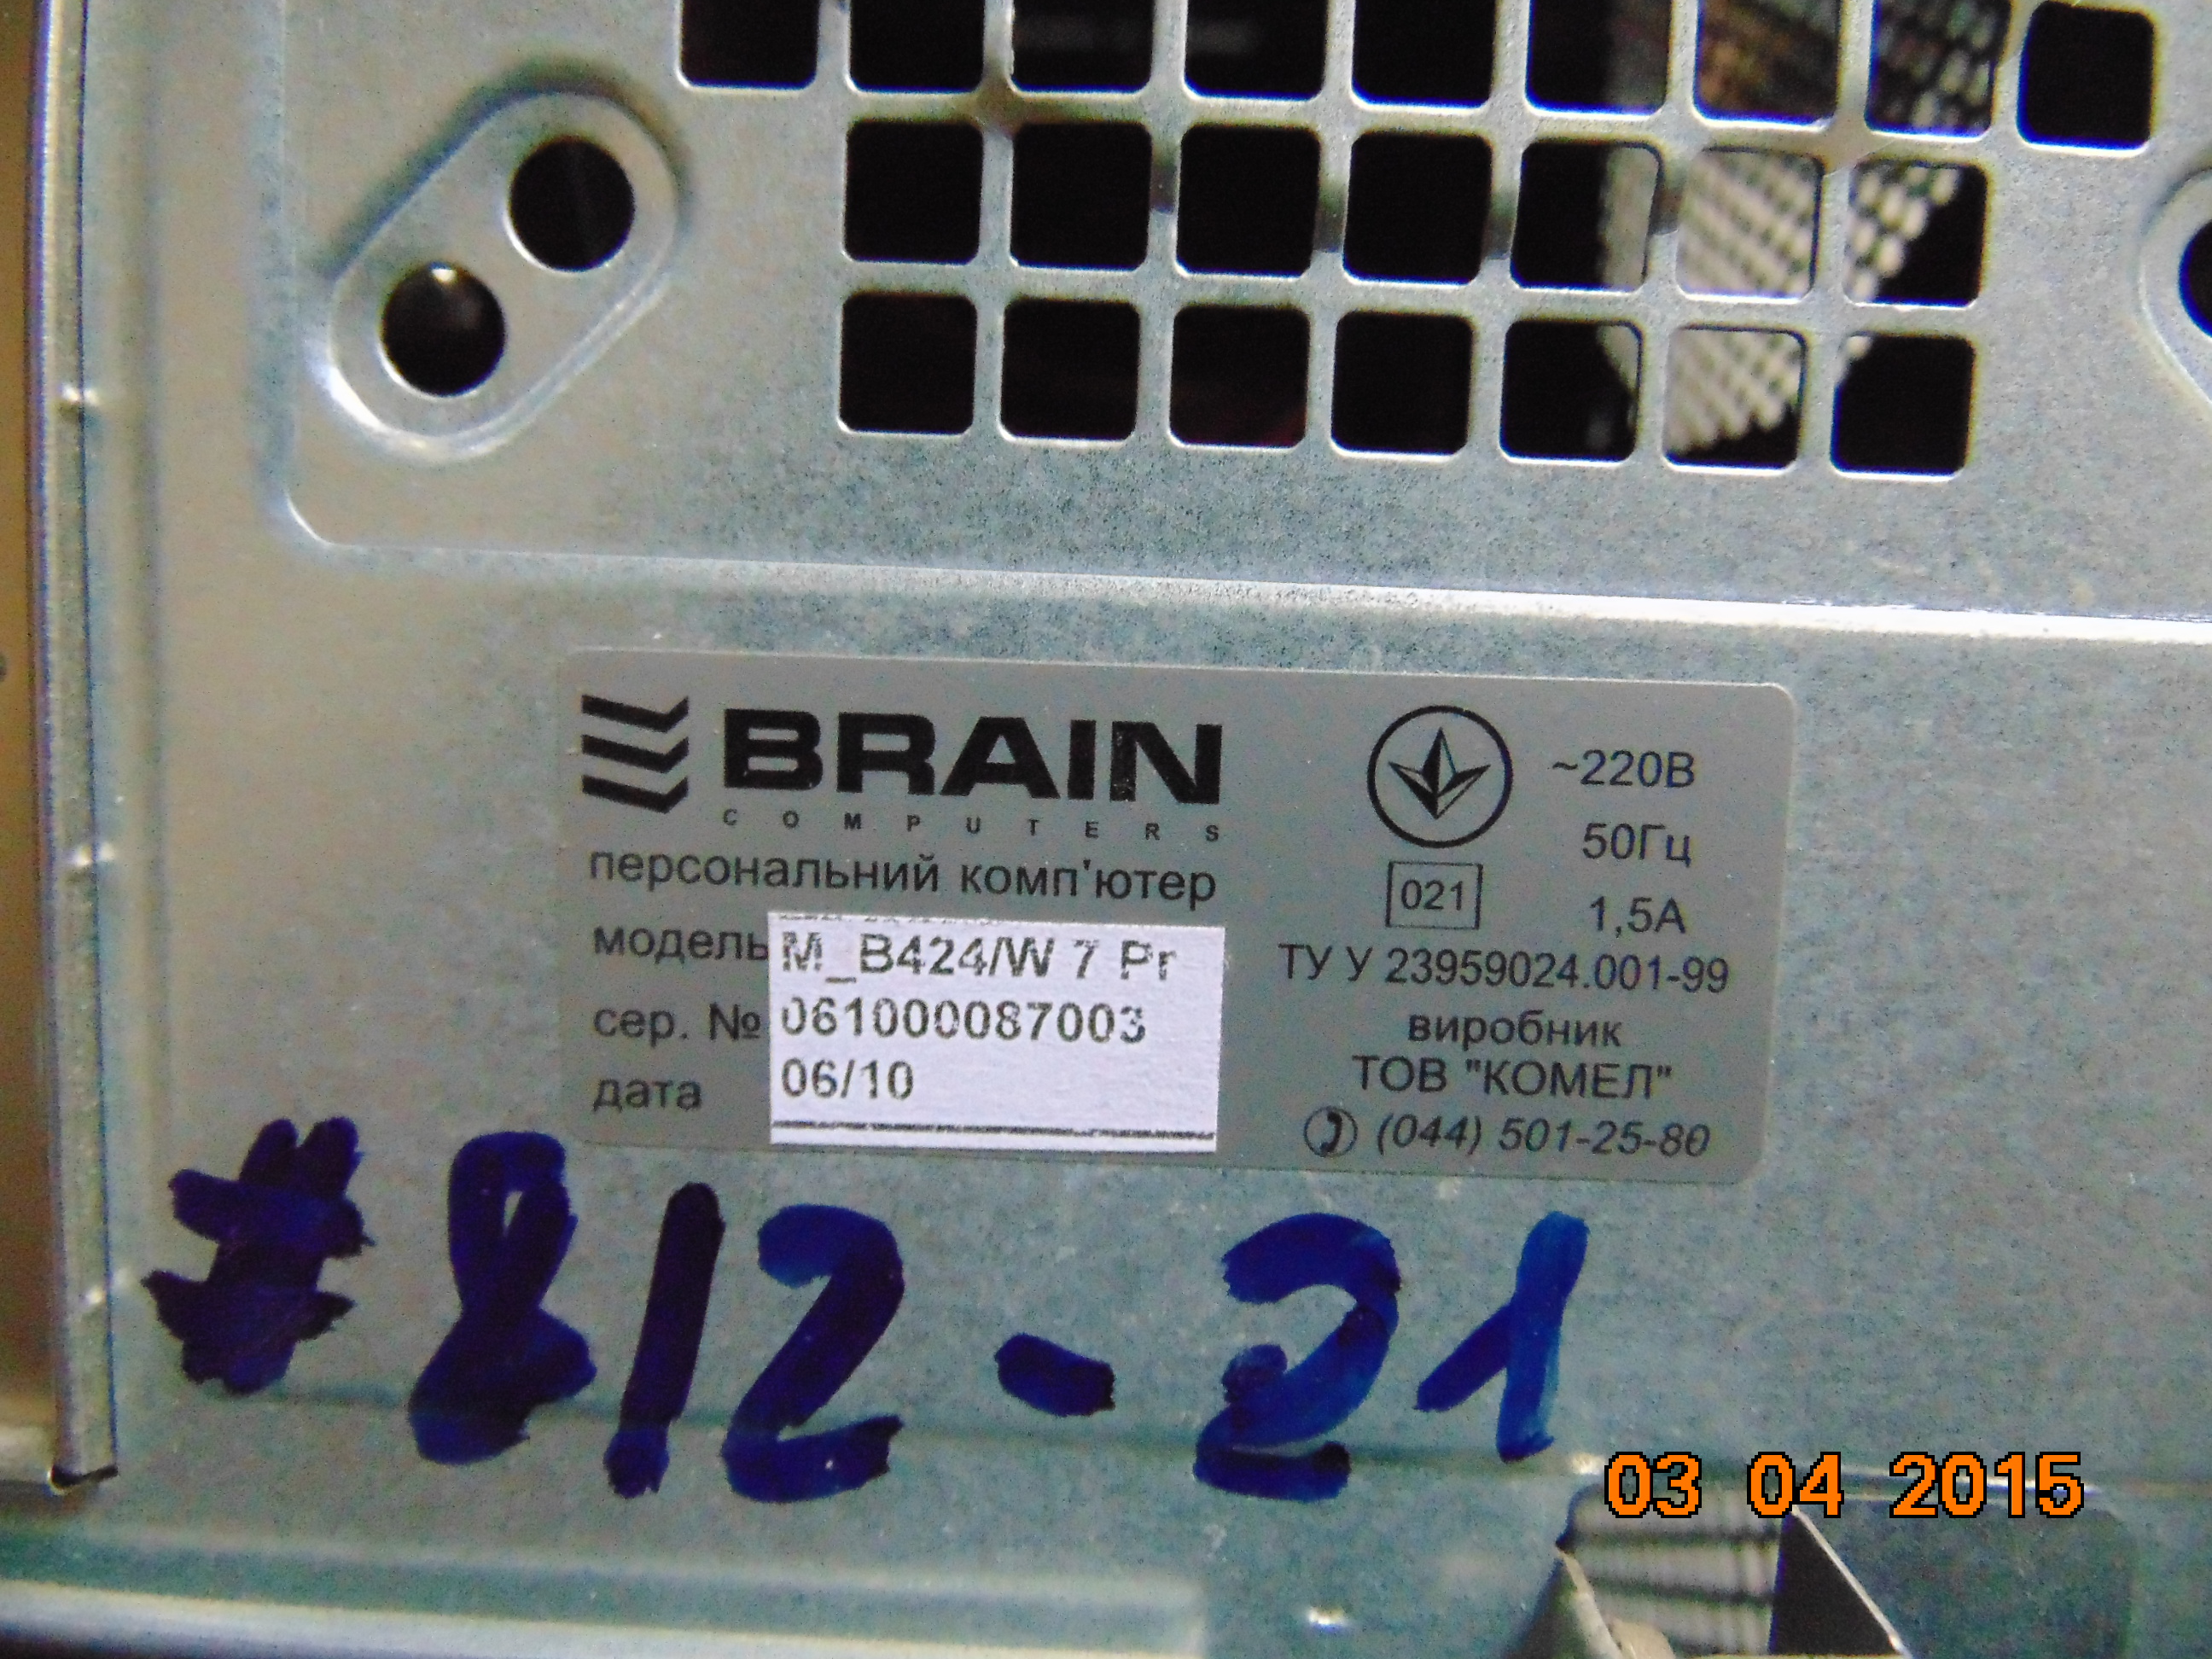 BRAIN
COMPUTERS
персональний комп'ютер
модель M_B424/W 7 Pr
сер. № 061000087003
дата 06/10
~220В
50Гц
021 1,5А
ТУ У 23959024.001-99
виробник
ТОВ "КОМЕЛ"
(044) 501-25-80
#812-21
03 04 2015